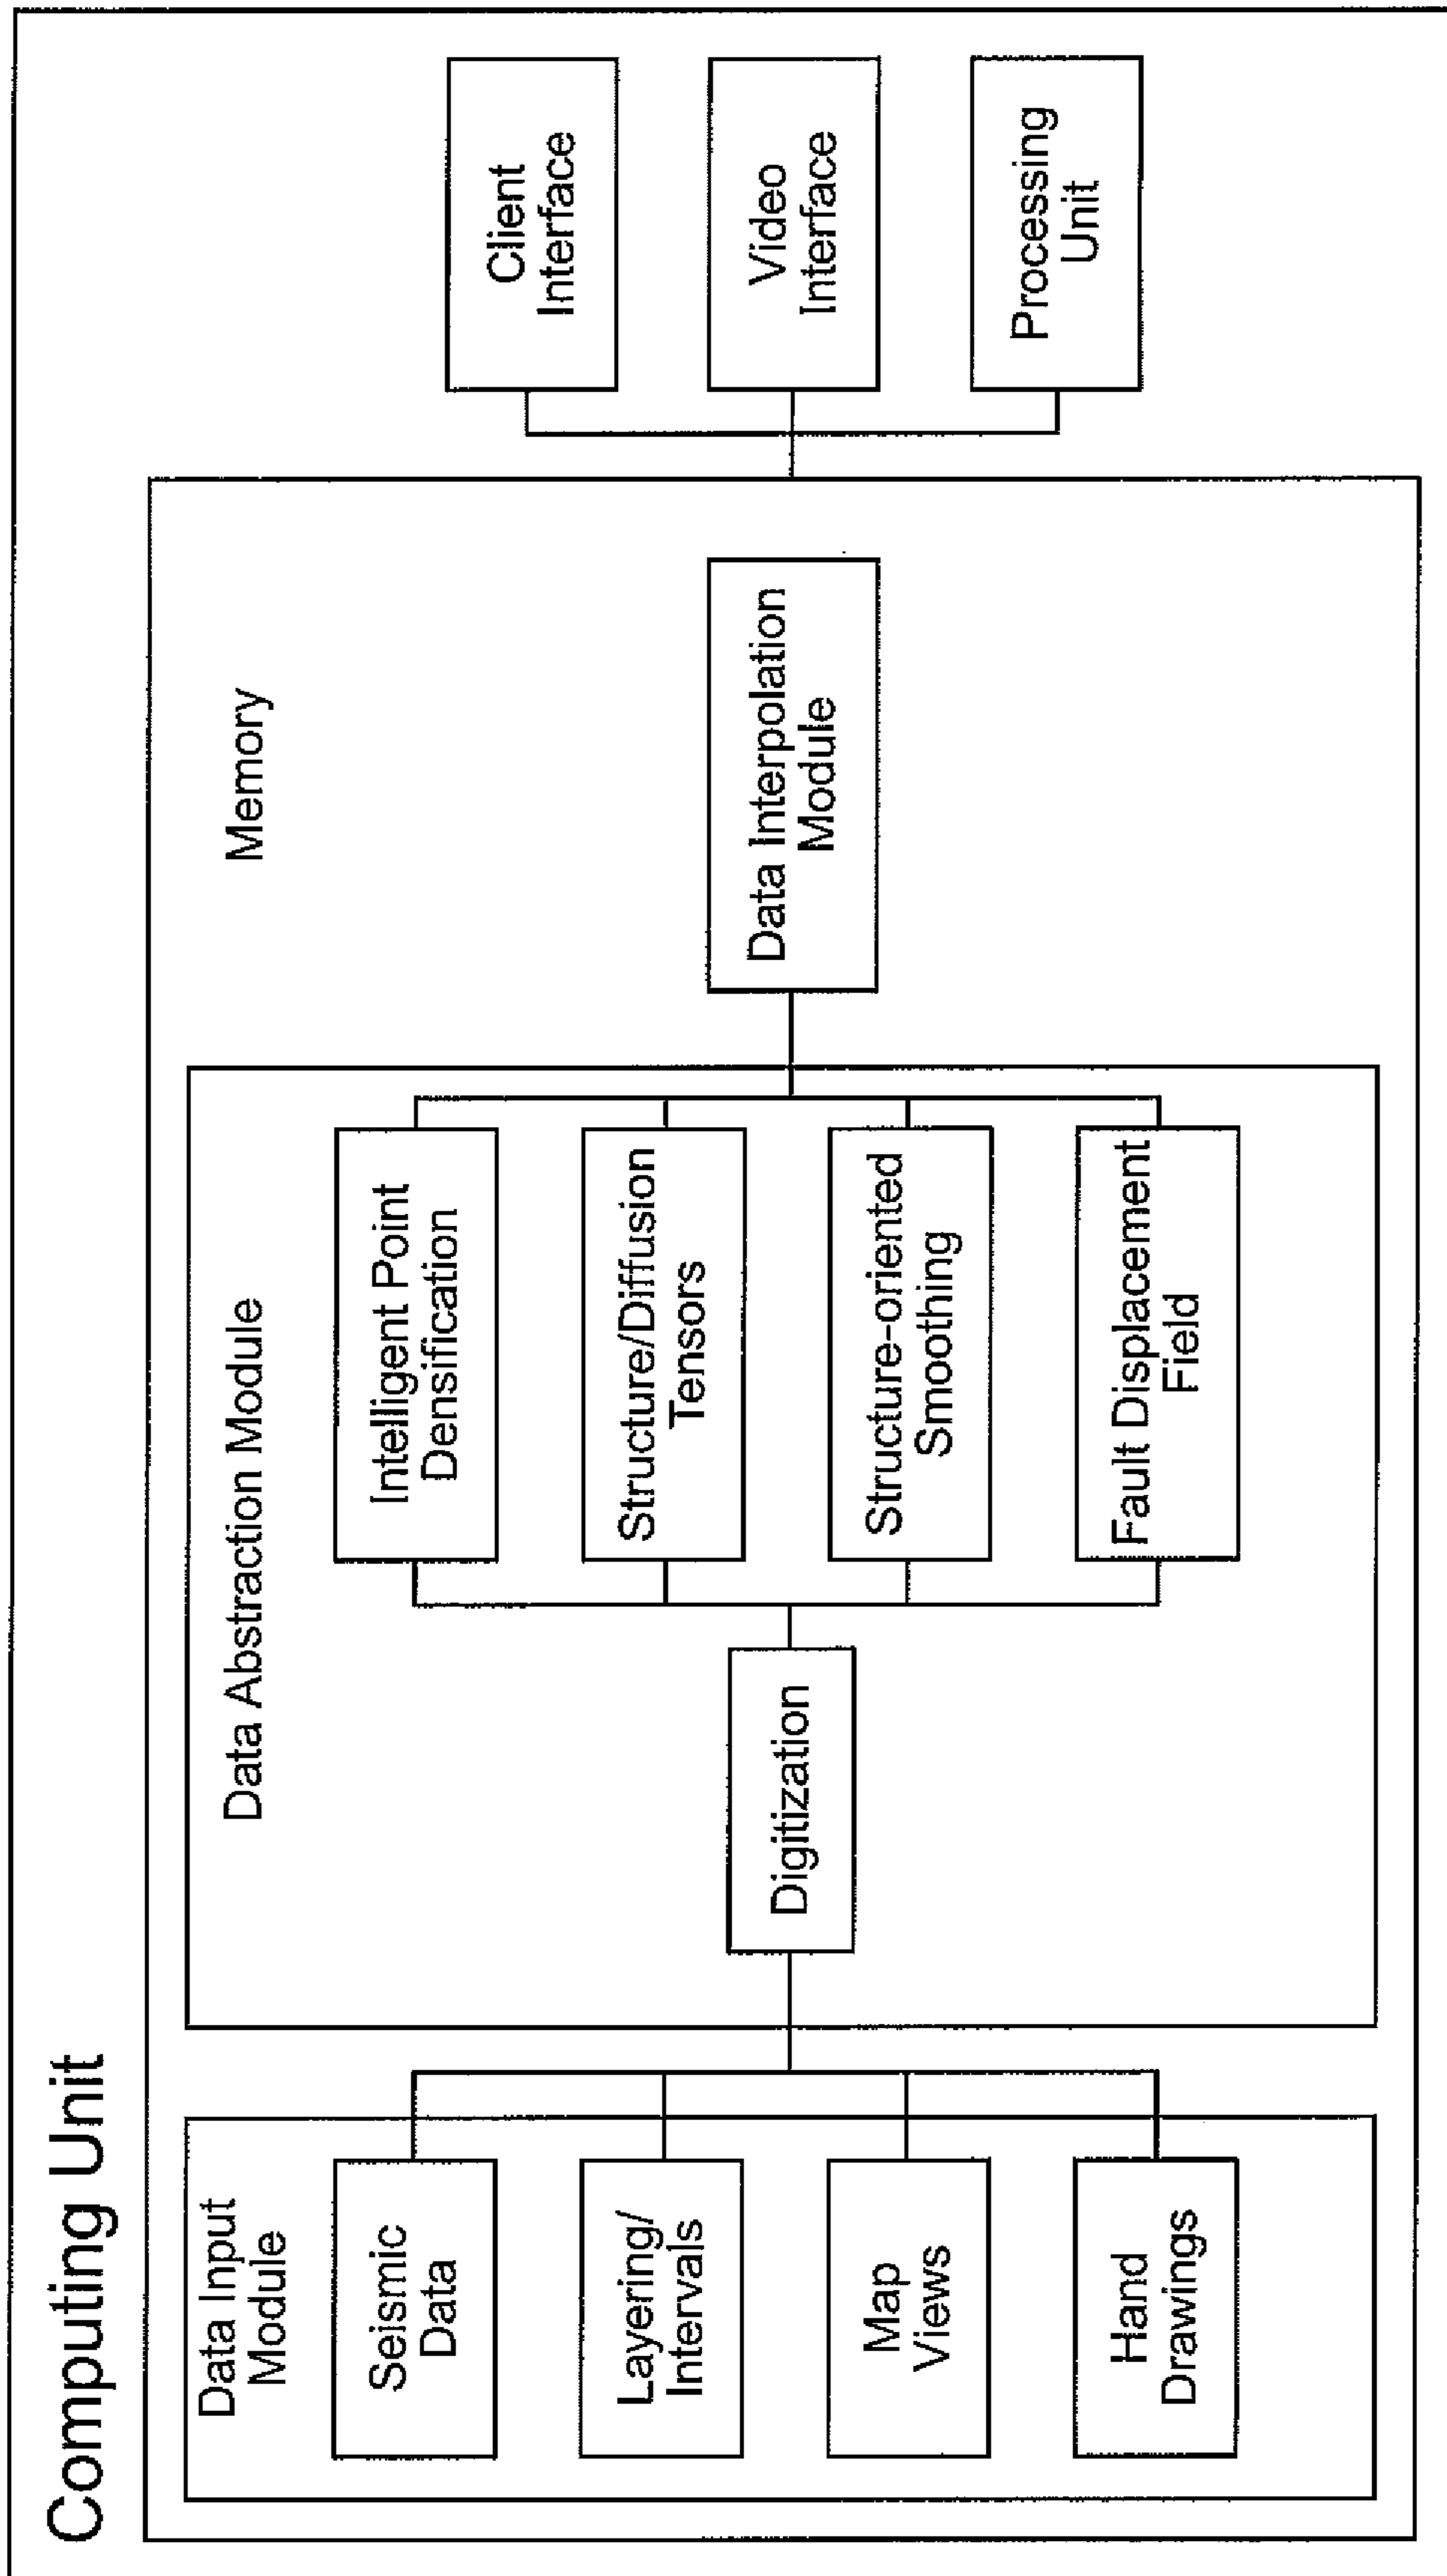 Computing Unit
Data Input
Module
Seismic
Data
Layering/
Intervals
Map
Views
Hand
Drawings
Data Abstraction Module
Digitization
Intelligent Point
Densification
Structure/Diffusion
Tensors
Structure-oriented
Smoothing
Fault Displacement
Field
Memory
Data Interpolation
Module
Client
Interface
Video
Interface
Processing
Unit